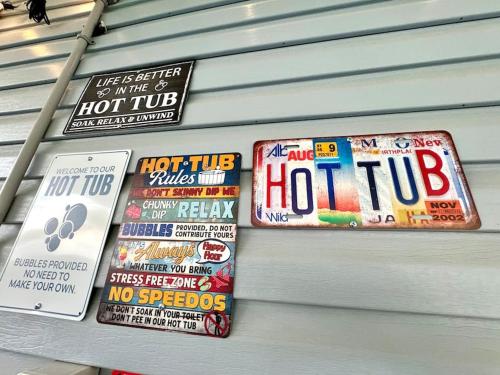 LIFE IS BETTER
IN THE
HOT TUB
SOAK, RELAX & UNWIND
WELCOME TO OUR
HOT TUB
BUBBLES PROVIDED.
NO NEED TO
MAKE YOUR OWN.
HOT TUB
Rules
DON'T SKINNY DIP WE
CHUNKY DIP RELAX
BUBBLES PROVIDED, DO NOT CONTRIBUTE YOURS
Always Happy Hour
WHATEVER YOU BRING
STRESS FREE ZONE
NO SPEEDOS
WE DON'T SOAK IN YOUR TOILET
DON'T PEE IN OUR HOT TUB
AUG 9 M New
BIRTHPLAC
HOT TUB
Wild NOV
2002